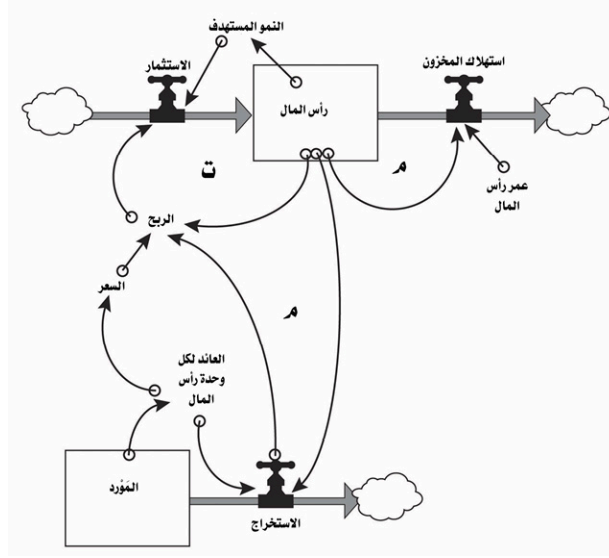 النمو المستهدف
الاستثمار
استهلاك المخزون
رأس المال
ت
م
عمر رأس
المال
الربح
السعر
م
العائد لكل
وحدة رأس
المال
المَوْرد
الاستخراج